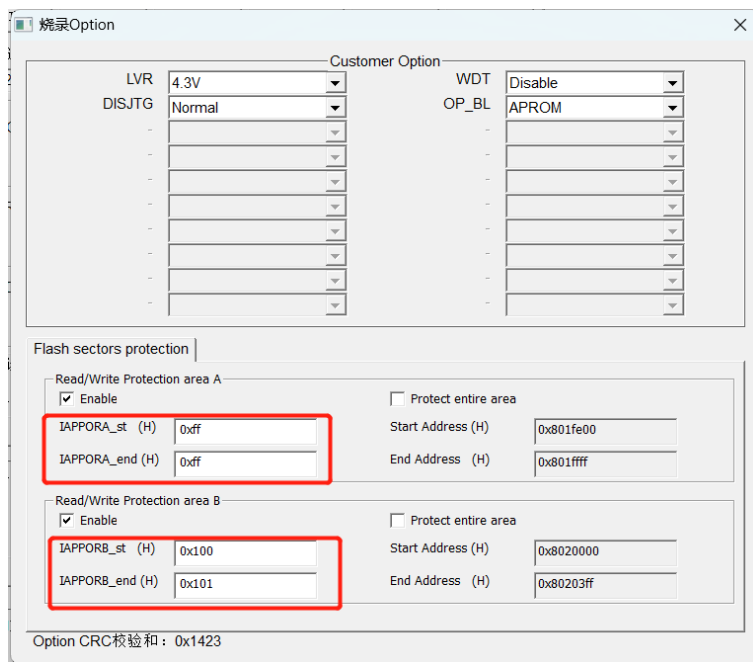 烧录Option
Customer Option
LVR 4.3V WDT Disable
DISJTG Normal OP_BL APROM
- -
- -
- -
- -
- -
- -
- -
- -
Flash sectors protection
Read/Write Protection area A
Enable Protect entire area
IAPPORA_st (H) 0xff Start Address (H) 0x801fe00
IAPPORA_end (H) 0xff End Address (H) 0x801ffff
Read/Write Protection area B
Enable Protect entire area
IAPPORB_st (H) 0x100 Start Address (H) 0x8020000
IAPPORB_end (H) 0x101 End Address (H) 0x80203ff
Option CRC校验和：0x1423